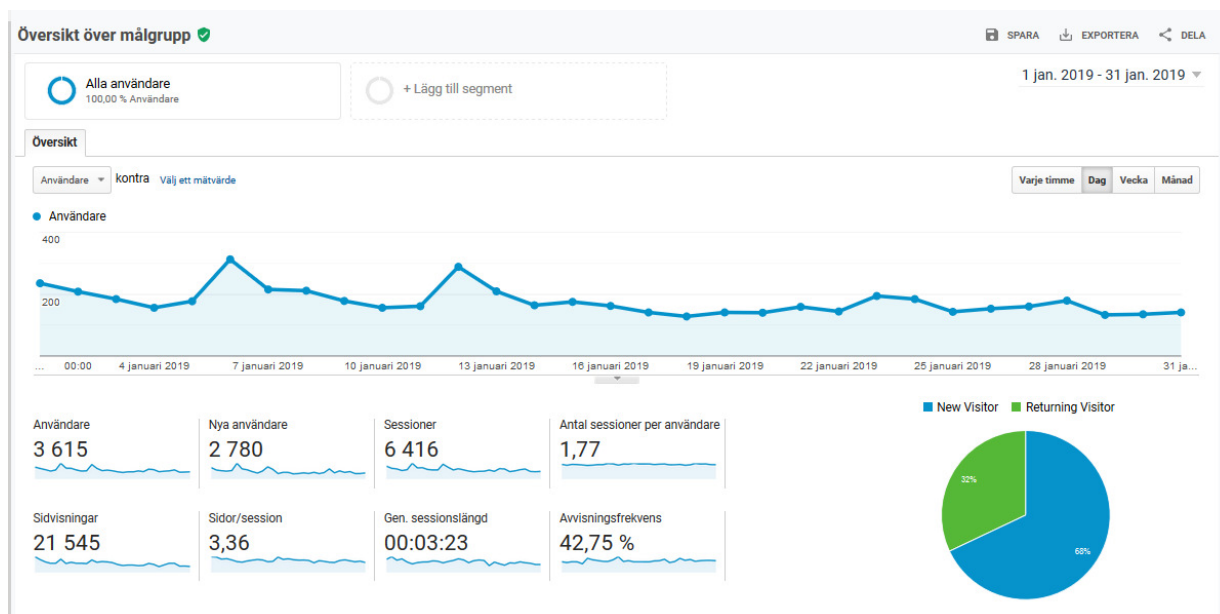 Översikt över målgrupp
SPARA EXPORTERA DELA
Alla användare
100,00 % Användare
+ Lägg till segment
1 jan. 2019 - 31 jan. 2019
Översikt
Användare kontra Välj ett mätvärde
Varje timme Dag Vecka Månad
Användare
400
200
... 00:00 4 januari 2019 7 januari 2019 10 januari 2019 13 januari 2019 16 januari 2019 19 januari 2019 22 januari 2019 25 januari 2019 28 januari 2019 31 ja...
New Visitor Returning Visitor
Användare Nya användare Sessioner Antal sessioner per användare
3 615 2 780 6 416 1,77
32%
68%
Sidvisningar Sidor/session Gen. sessionslängd Avvisningsfrekvens
21 545 3,36 00:03:23 42,75 %